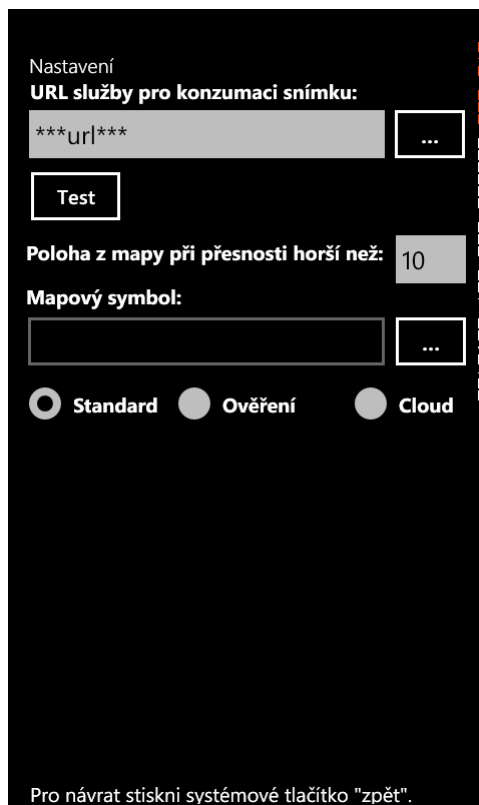 Nastavení
URL služby pro konzumaci snímku:
***url*** ...
Test
Poloha z mapy při přesnosti horší než: 10
Mapový symbol:
...
Standard Ověření Cloud
Pro návrat stiskni systémové tlačítko "zpět".